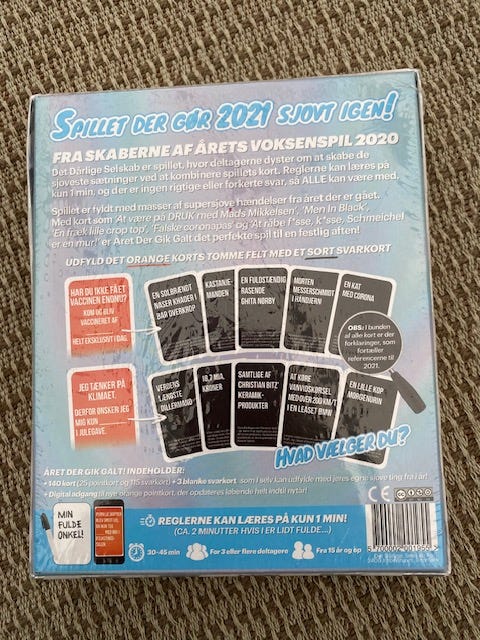 SPILLET DER GØR 2021 SJOVT IGEN!
FRA SKABERNE AF ÅRETS VOKSENSPIL 2020
Det Dårlige Selskab er spillet, hvor deltagerne dyster om at skabe de
sjoveste sætninger ved at kombinere spillets kort. Reglerne kan læres på
kun 1 min, og der er ingen rigtige eller forkerte svar, så ALLE kan være med.
Spillet er fyldt med masser af supersjove hændelser fra året der er gået.
Med kort som 'At være på DRUK med Mads Mikkelsen', 'Men In Black',
'En fræk lille orop top', 'Falske coronapas' og 'At råbe f*sse, k*sse, Schmeichel
er en mur!' er Året Der Gik Galt det perfekte spil til en festlig aften!
UDFYLD DET ORANGE KORTS TOMME FELT MED ET SORT SVARKORT
HAR DU IKKE FÅET
VACCINEN ENDNU?
KOM OG BLIV
VACCINERET AF
HELT EKSKLUSIVT I DAG.
EN SOLBRÆNDT
NASER KHADER I
BAR OVERKROP
KASTANJE-
MANDEN
EN FULDSTÆNDIG
RASENDE
GHITA NØRBY
MORTEN
MESSERSCHMIDT
I HÅNDJERN
EN KAT
MED CORONA
OBS: I bunden
af alle kort er der
forklaringer, som
fortæller
referencerne til
2021.
JEG TÆNKER PÅ
KLIMAET.
DERFOR ØNSKER JEG
MIG KUN
I JULEGAVE.
VERDENS
LÆNGSTE
DILLERMAND
18,7 MIA.
KRONER
SAMTLIGE AF
CHRISTIAN BITZ'
KERAMIK-
PRODUKTER
AT KØRE
VANVIDSKØRSEL
MED OVER 200 KM/T
I EN LEASET BMW
EN LILLE KOP
MORGENURIN
HVAD VÆLGER DU?
ÅRET DER GIK GALT! INDEHOLDER:
• 140 kort (25 pointkort og 115 svarkort) • 3 blanke svarkort som I selv kan udfylde med jeres egne sjove ting fra i år!
• Digital adgang til nye orange pointkort, der opdateres løbende helt indtil nytår!
MIN
FULDE
ONKEL!
REGLERNE KAN LÆRES PÅ KUN 1 MIN!
(CA. 2 MINUTTER HVIS I ER LIDT FULDE...)
30-45 min
For 3 eller flere deltagere
Fra 15 år og op
CE